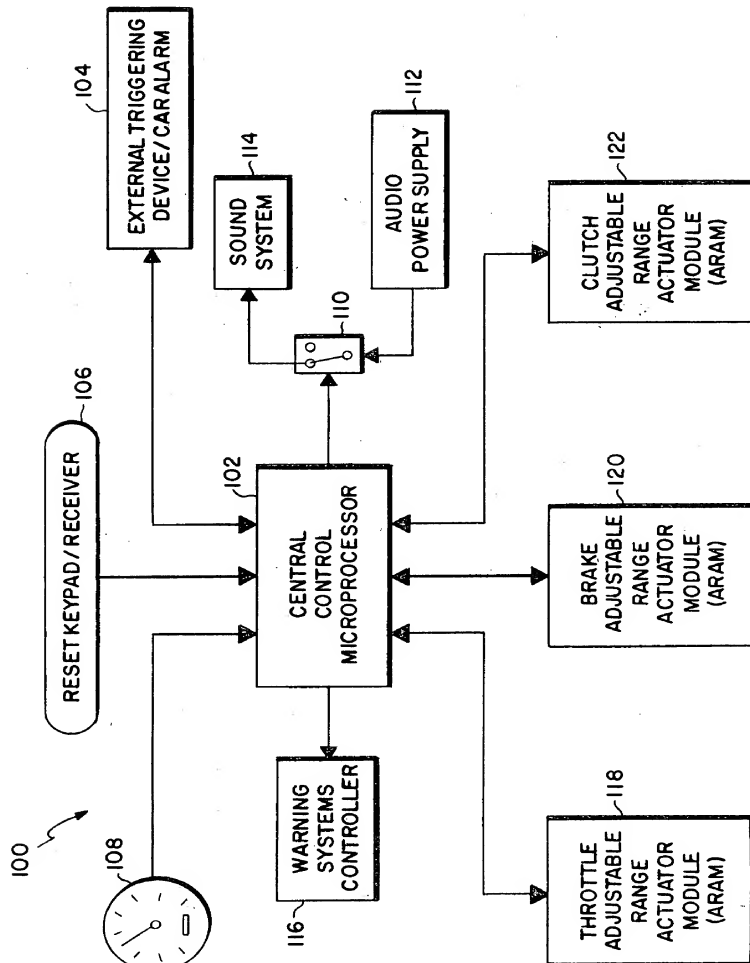 100
108
106
RESET KEYPAD/RECEIVER
104
EXTERNAL TRIGGERING
DEVICE/CAR ALARM
102
CENTRAL
CONTROL
MICROPROCESSOR
114
SOUND
SYSTEM
110
112
AUDIO
POWER SUPPLY
WARNING
SYSTEMS
CONTROLLER
116
118
THROTTLE
ADJUSTABLE
RANGE
ACTUATOR
MODULE
(ARAM)
120
BRAKE
ADJUSTABLE
RANGE
ACTUATOR
MODULE
(ARAM)
122
CLUTCH
ADJUSTABLE
RANGE
ACTUATOR
MODULE
(ARAM)